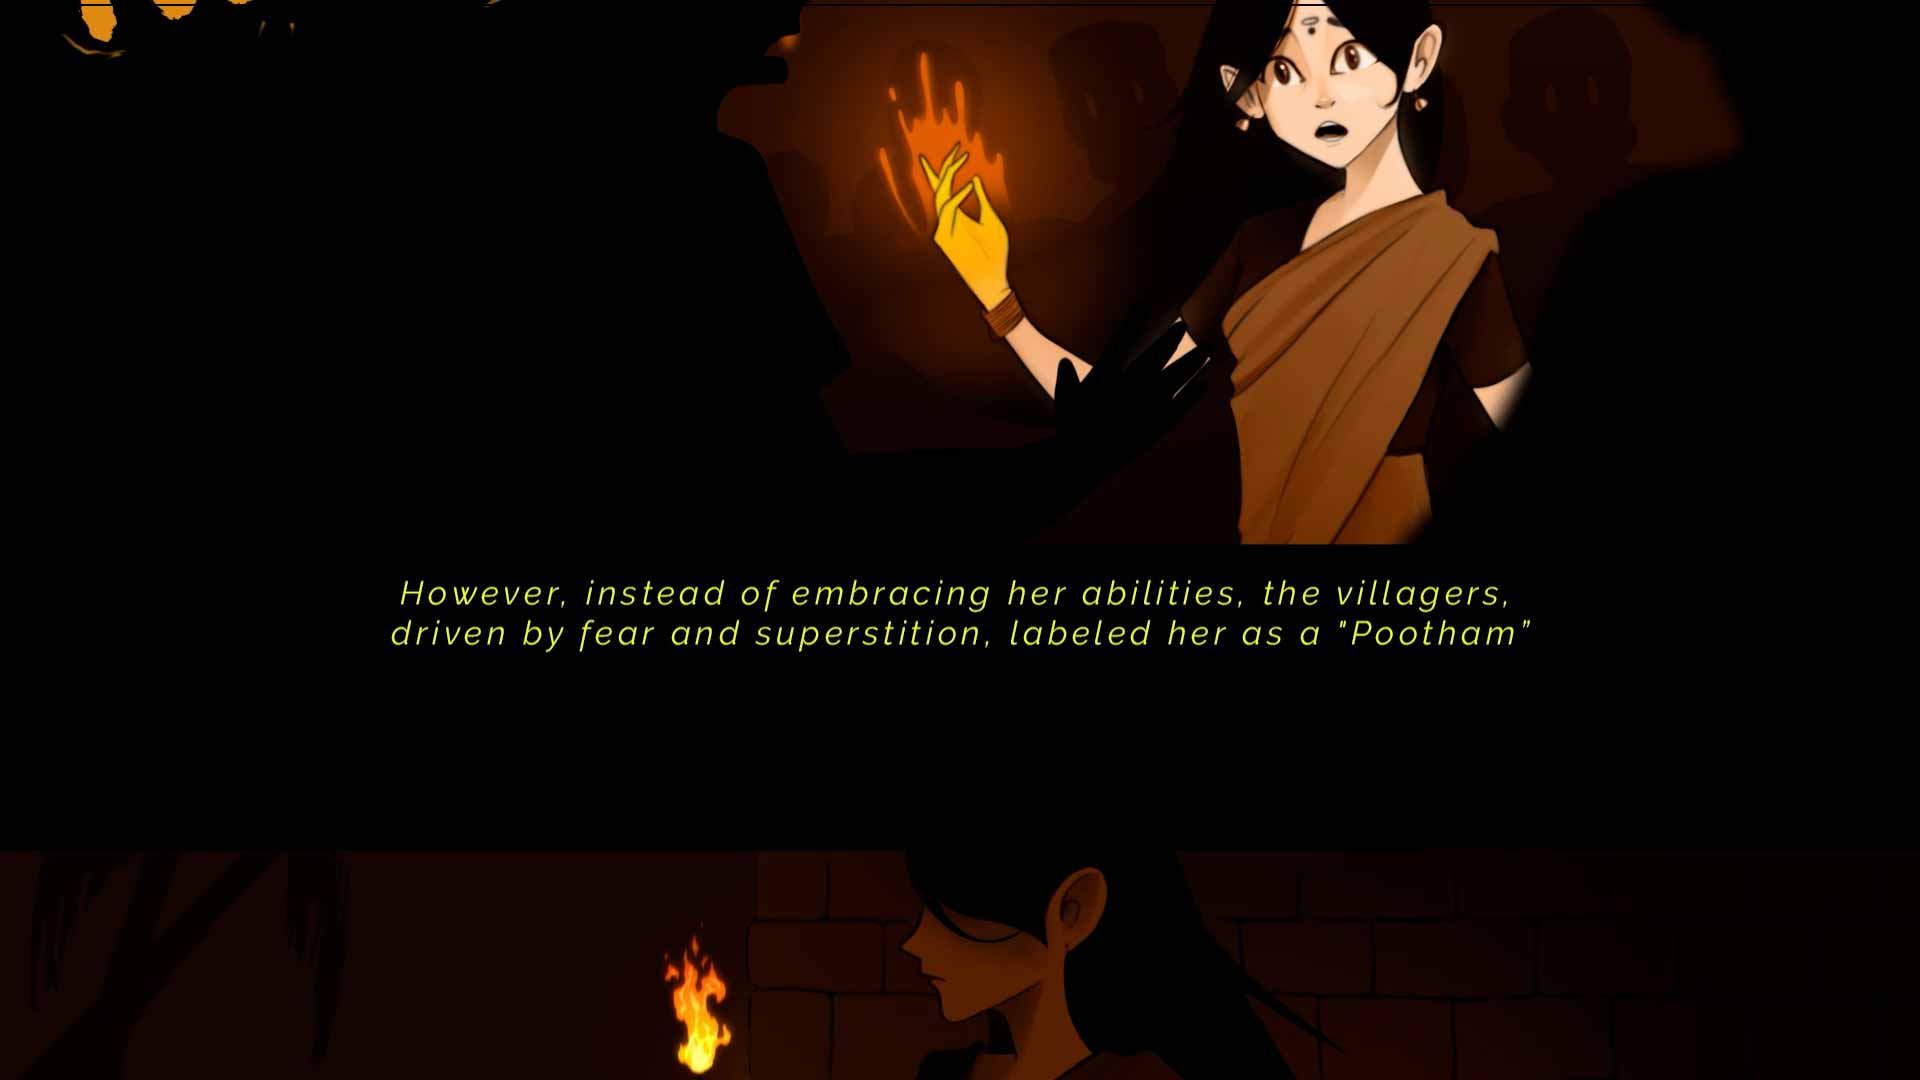 However, instead of embracing her abilities, the villagers,
driven by fear and superstition, labeled her as a "Pootham”